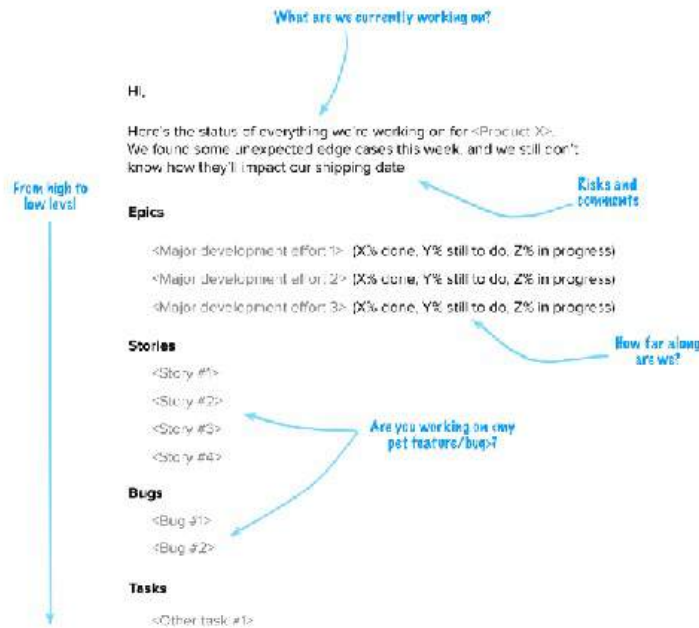 What are we currently working on?
Hi,
Here's the status of everything we're working on for <Product X>.
We found some unexpected edge cases this week, and we still don't
know how they'll impact our shipping date
From high to
low level
Risks and
comments
Epics
<Major development effort 1> (X% done, Y% still to do, Z% in progress)
<Major development effort 2> (X% done, Y% still to do, Z% in progress)
<Major development effort 3> (X% done, Y% still to do, Z% in progress)
How far along
are we?
Stories
<Story #1>
<Story #2>
<Story #3>
<Story #4>
Are you working on <my
pet feature/bug>?
Bugs
<Bug #1>
<Bug #2>
Tasks
<Other task #1>